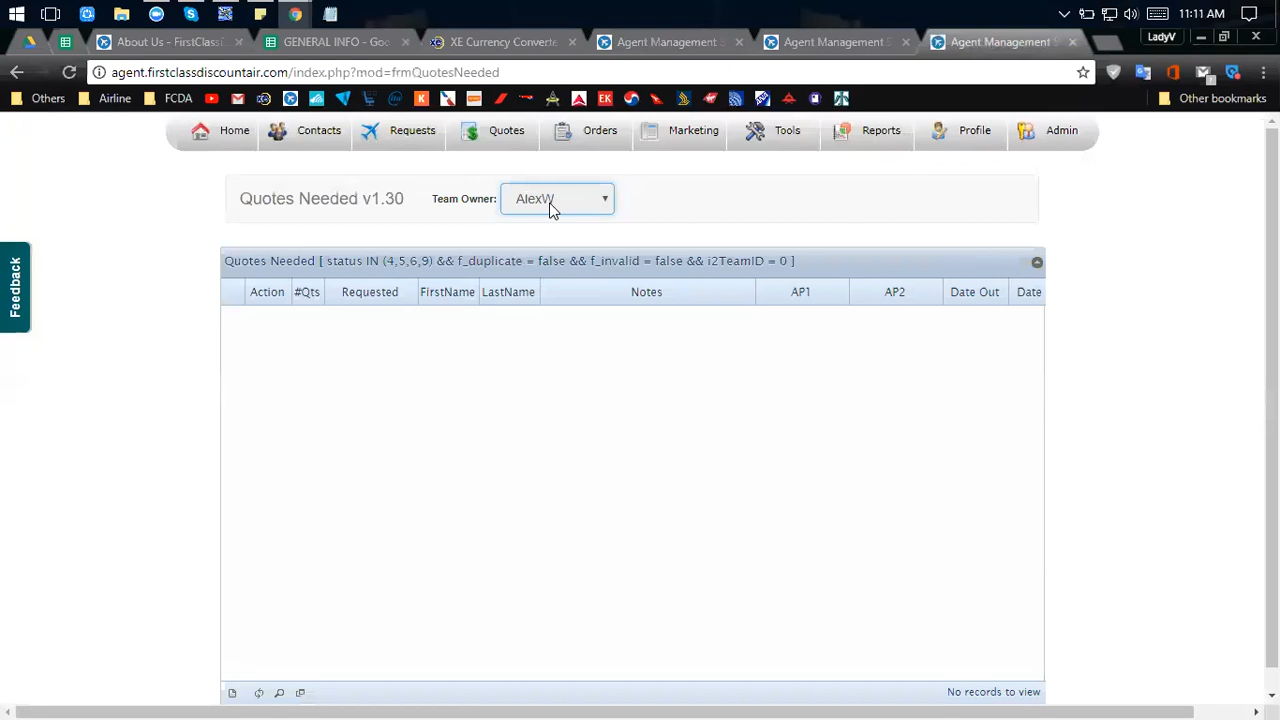 11:11 AM
About Us - FirstClass
GENERAL INFO - Goo
XE Currency Converte
Agent Management S
Agent Management S
Agent Management S
LadyV
agent.firstclassdiscountair.com/index.php?mod=frmQuotesNeeded
Others
Airline
FCDA
EK
Other bookmarks
Home
Contacts
Requests
Quotes
Orders
Marketing
Tools
Reports
Profile
Admin
Quotes Needed v1.30
Team Owner:
AlexW
Feedback
Quotes Needed [ status IN (4,5,6,9) && f_duplicate = false && f_invalid = false && i2TeamID = 0 ]
Action
#Qts
Requested
FirstName
LastName
Notes
AP1
AP2
Date Out
Date
No records to view